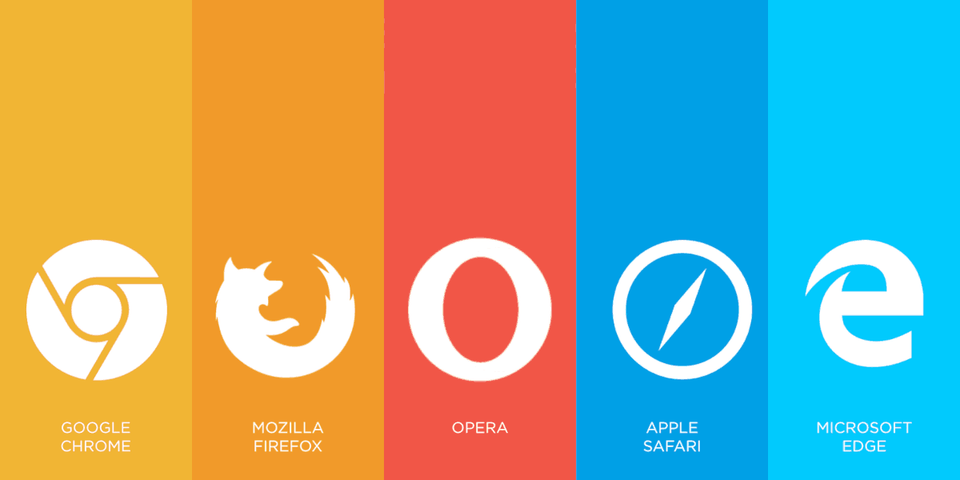 GOOGLE
CHROME
MOZILLA
FIREFOX
OPERA
APPLE
SAFARI
MICROSOFT
EDGE